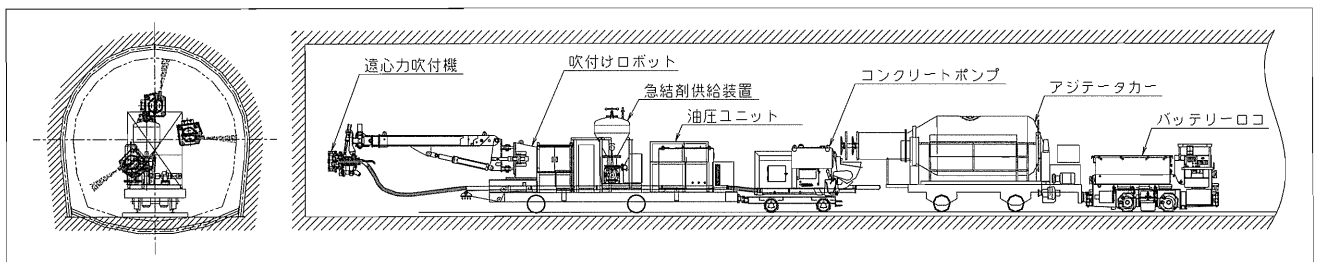 遠心力吹付機
吹付けロボット
急結剤供給装置
油圧ユニット
コンクリートポンプ
アジテータカー
バッテリーロコ